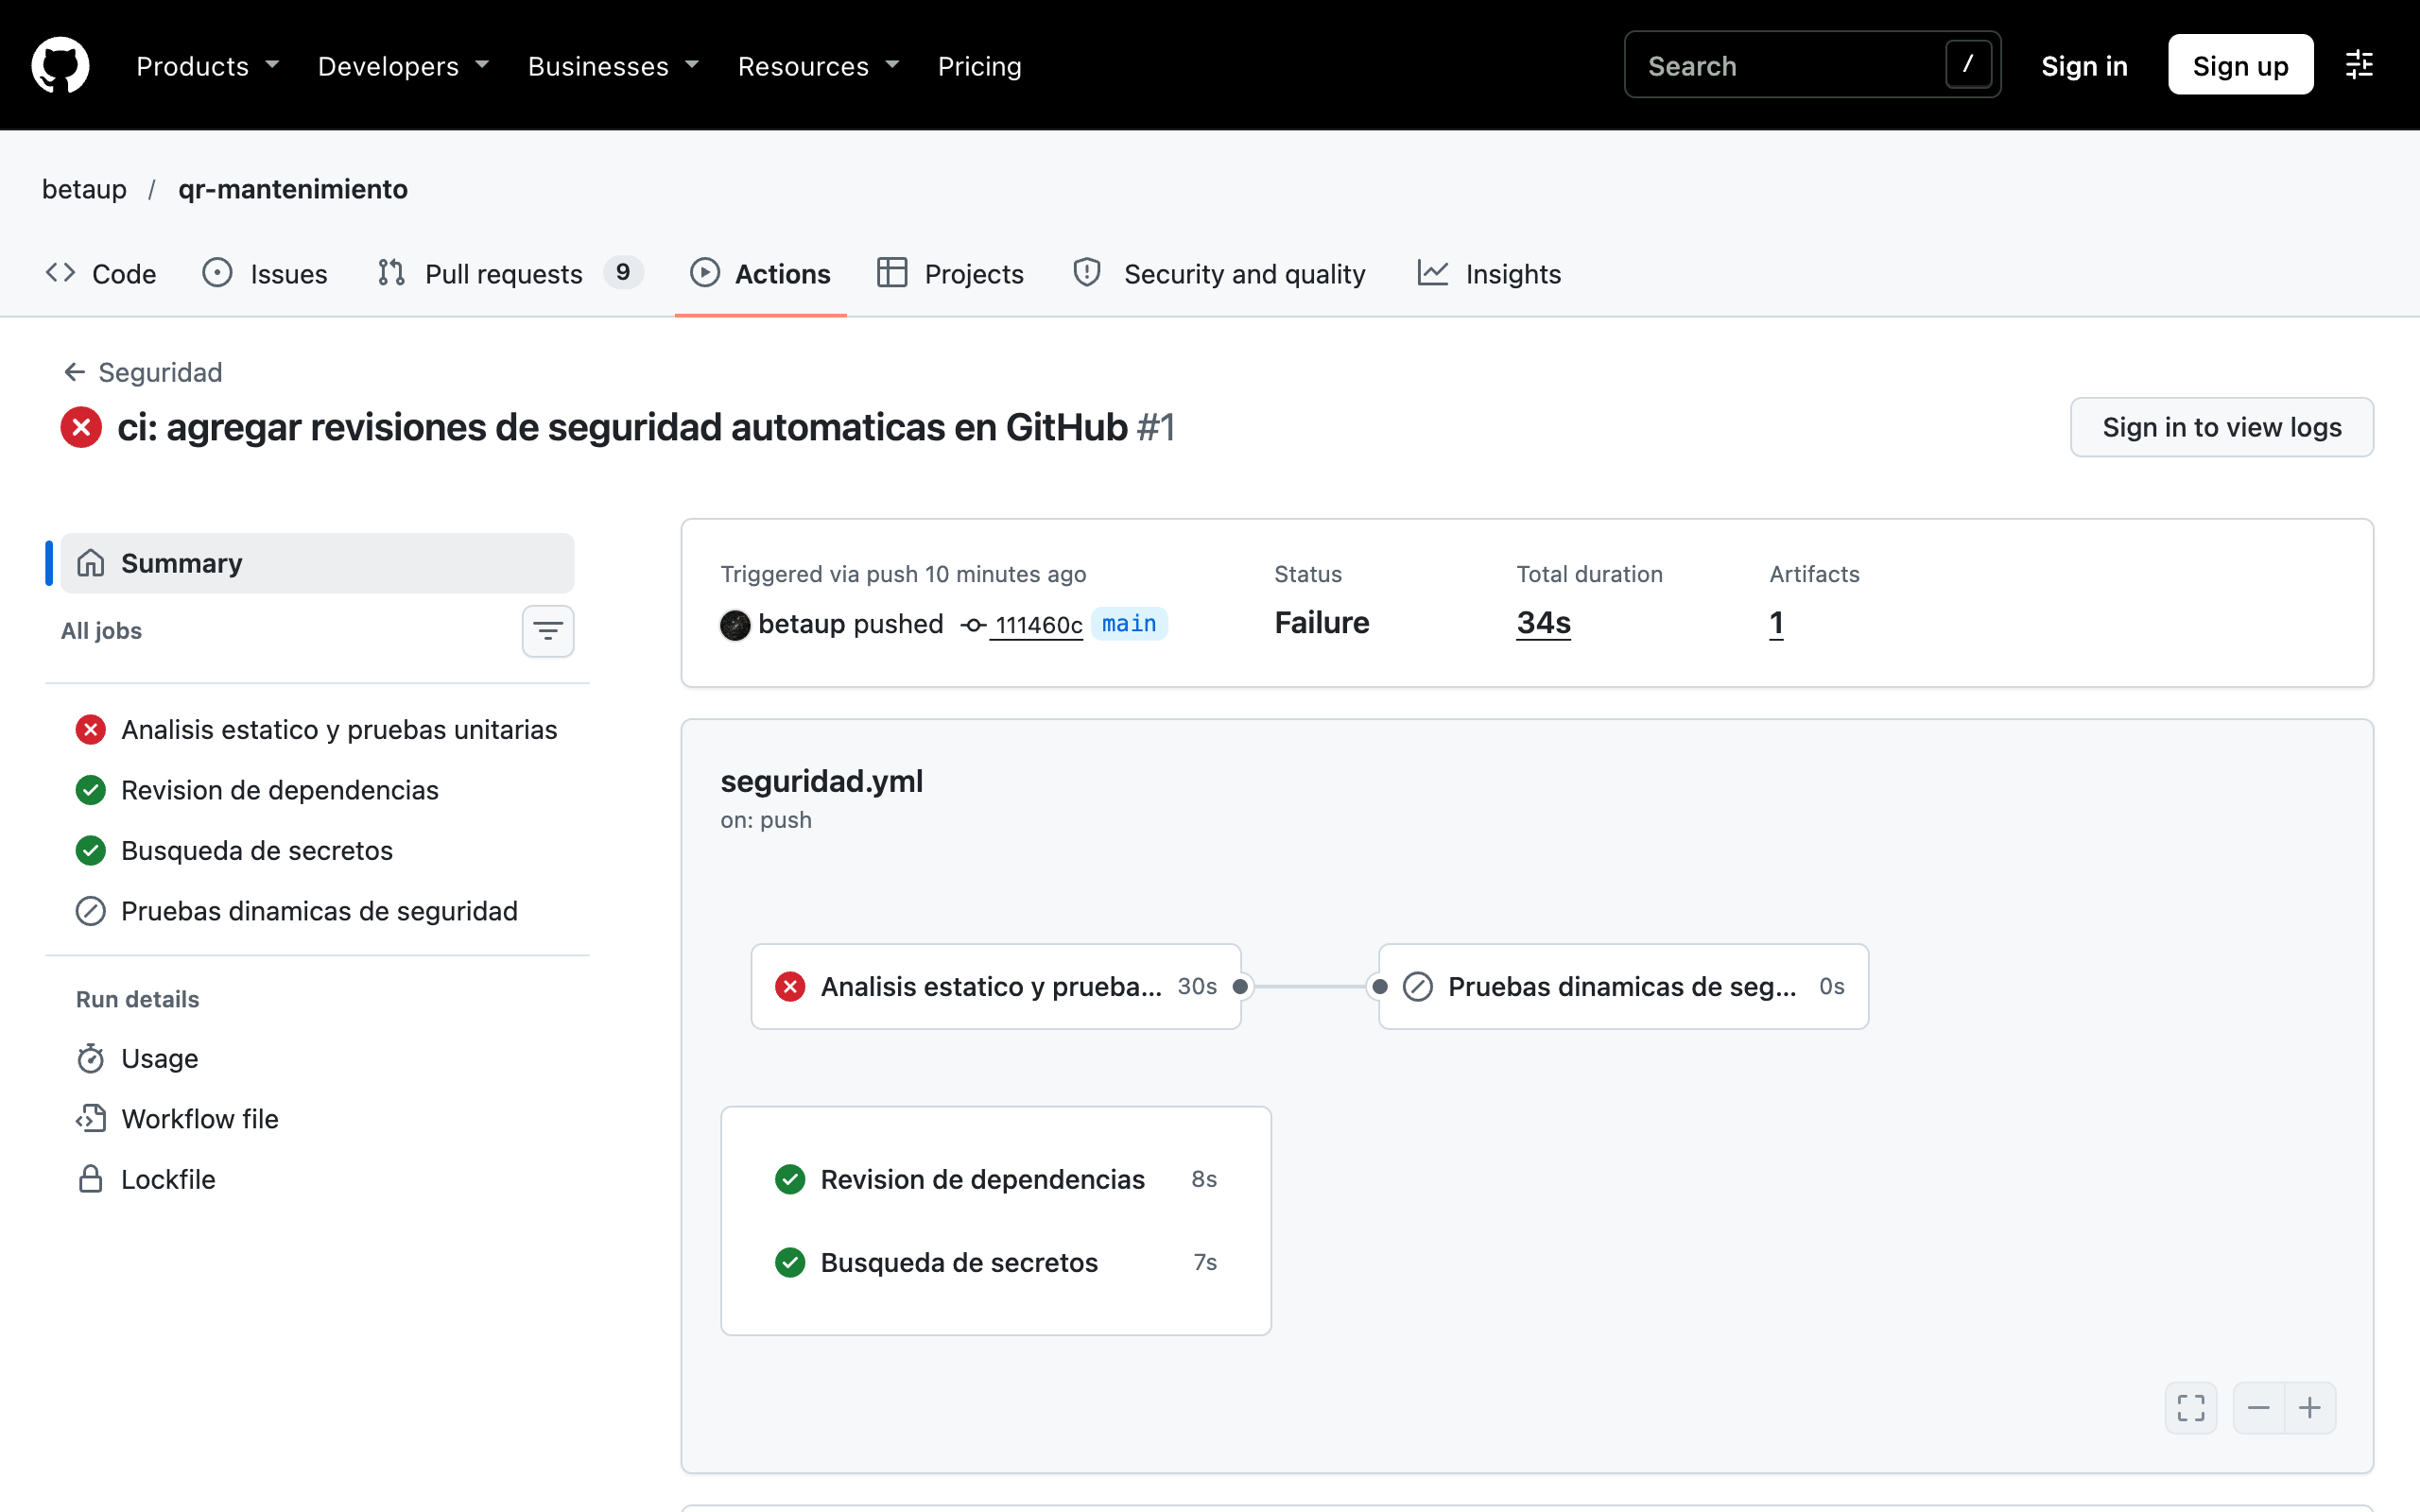 Products Developers Businesses Resources Pricing Search / Sign in Sign up
betaup / qr-mantenimiento
Code Issues Pull requests 9 Actions Projects Security and quality Insights
Seguridad
ci: agregar revisiones de seguridad automaticas en GitHub #1
Sign in to view logs
Summary
All jobs
Analisis estatico y pruebas unitarias
Revision de dependencias
Busqueda de secretos
Pruebas dinamicas de seguridad
Run details
Usage
Workflow file
Lockfile
Triggered via push 10 minutes ago
betaup pushed 111460c main
Status
Failure
Total duration
34s
Artifacts
1
seguridad.yml
on: push
Analisis estatico y prueba... 30s
Pruebas dinamicas de seg... 0s
Revision de dependencias 8s
Busqueda de secretos 7s